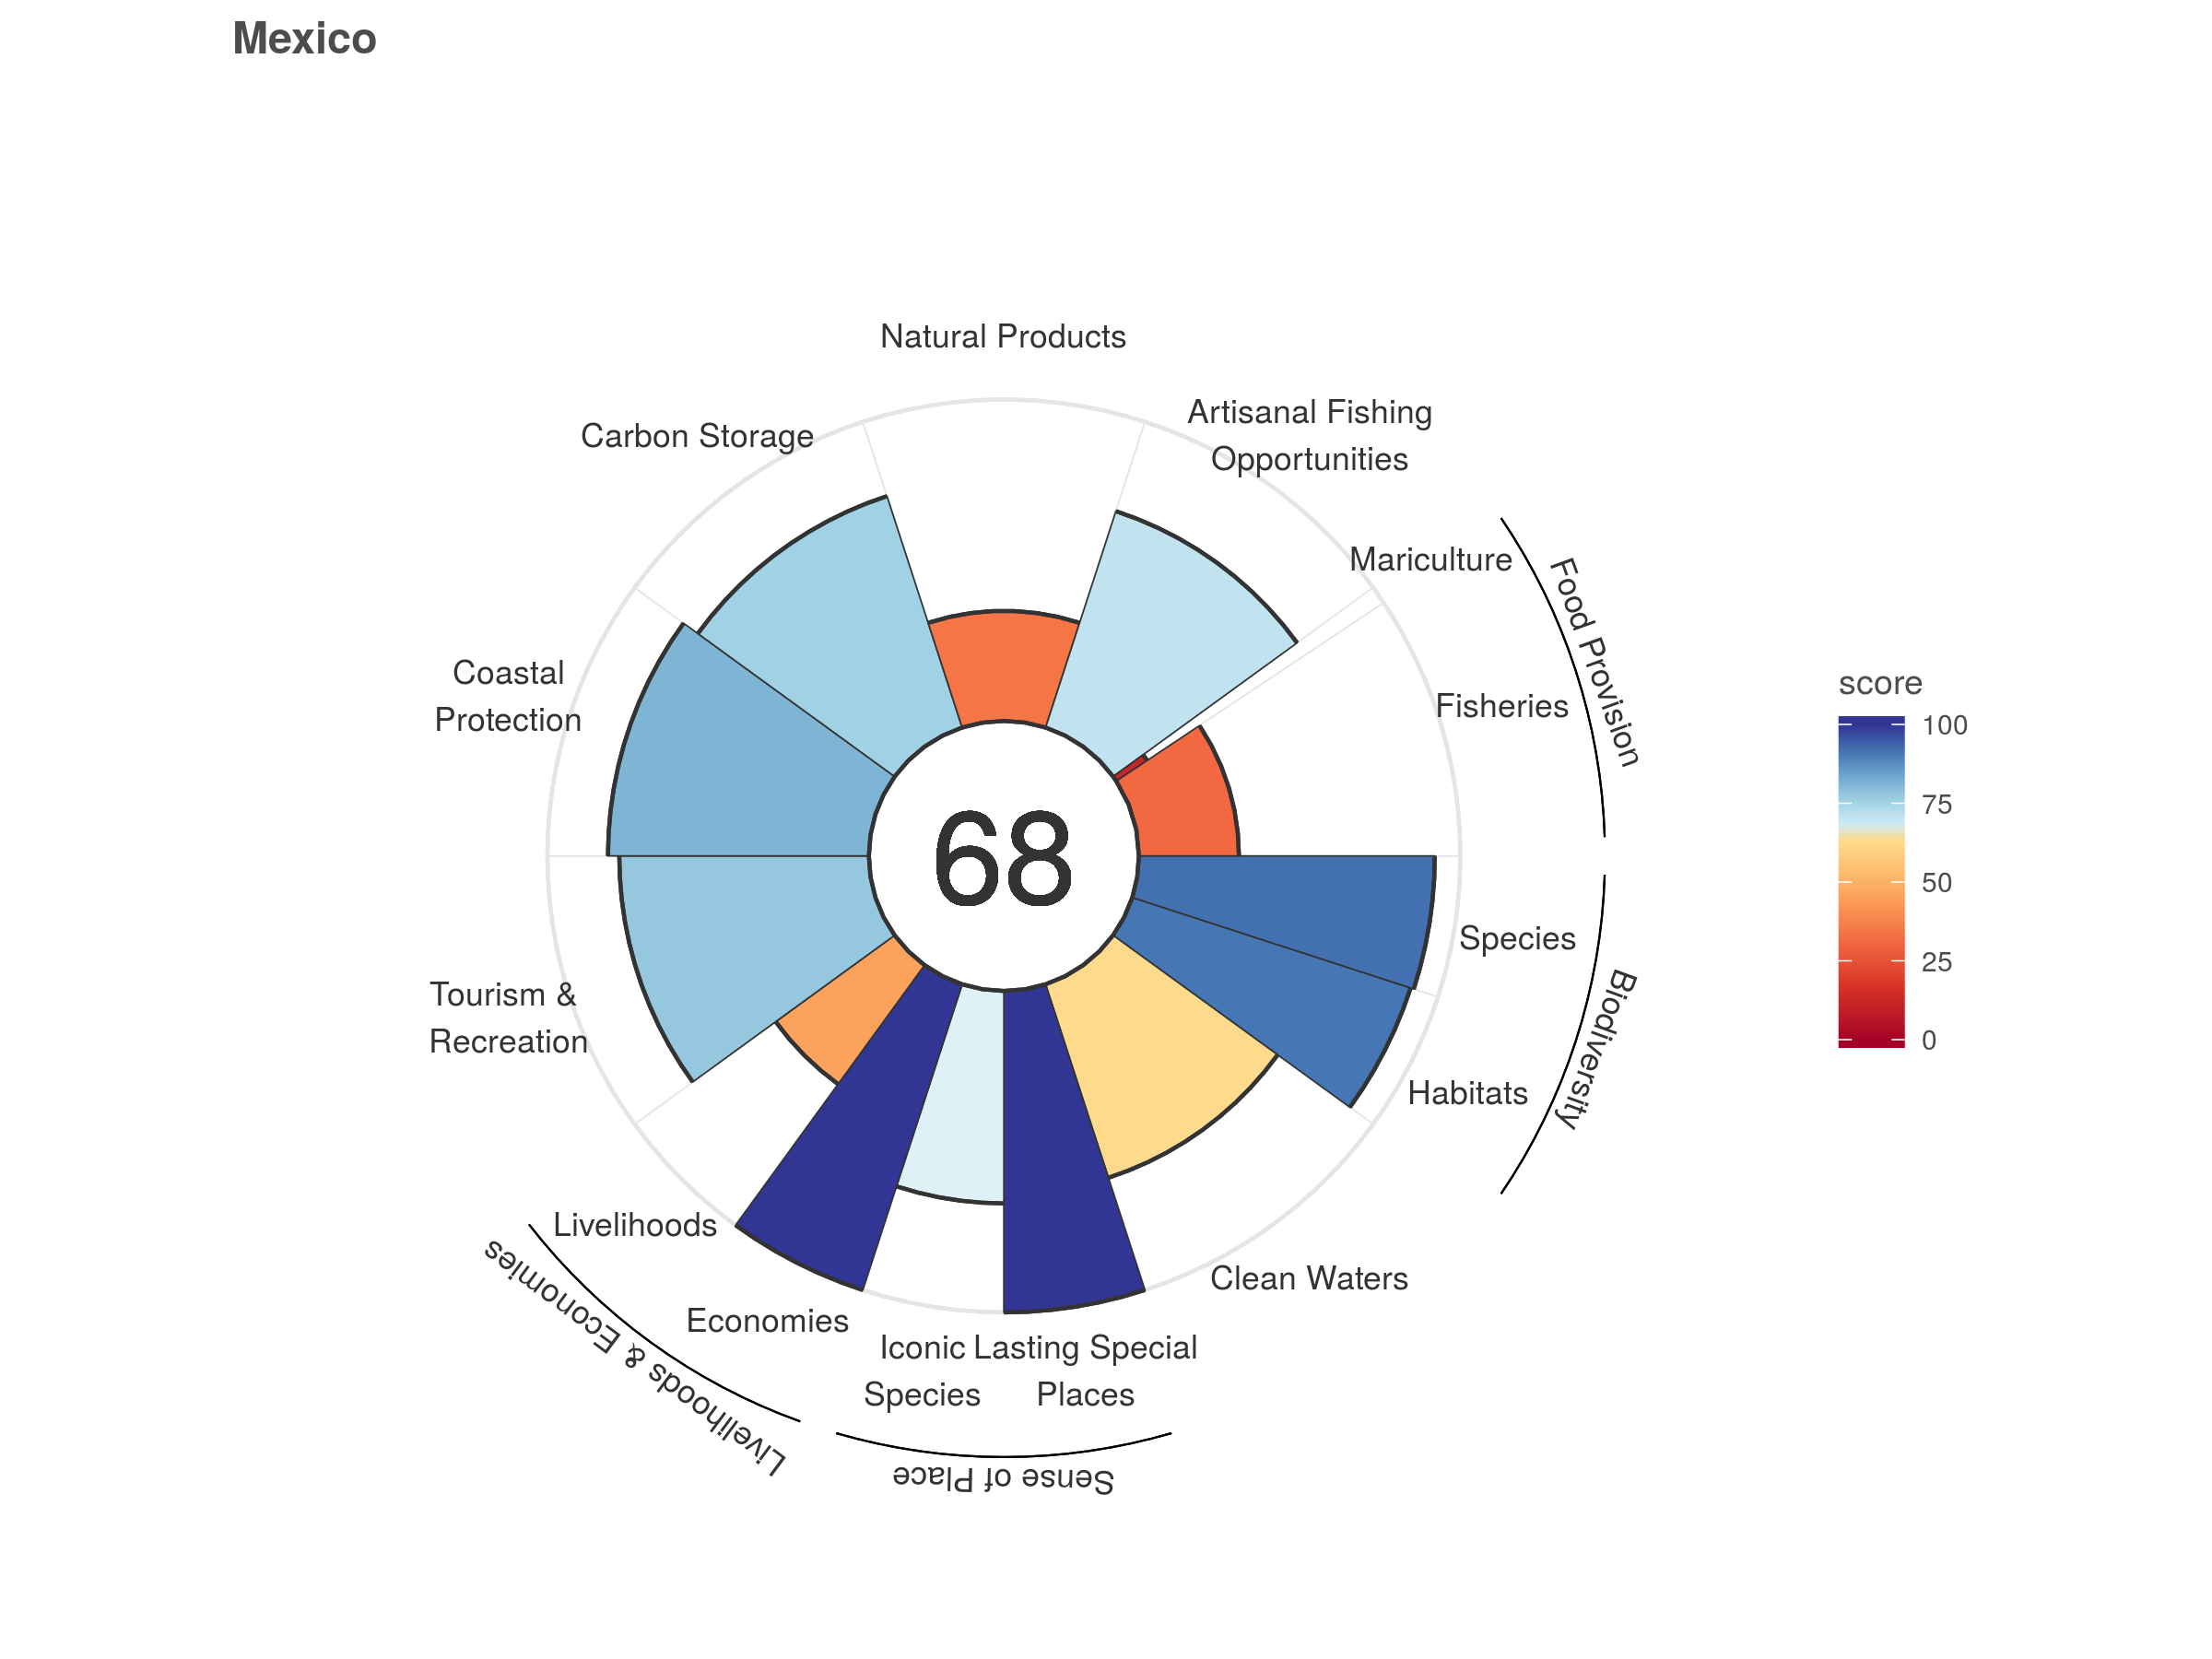 Mexico
Natural Products
Artisanal Fishing
Opportunities
Carbon Storage
Mariculture
Food Provision
Fisheries
Coastal
Protection
score
100
75
50
25
0
68
Species
Biodiversity
Habitats
Tourism &
Recreation
Livelihoods
Livelihoods & Economies
Economies
Clean Waters
Iconic
Species
Lasting Special
Places
Sense of Place